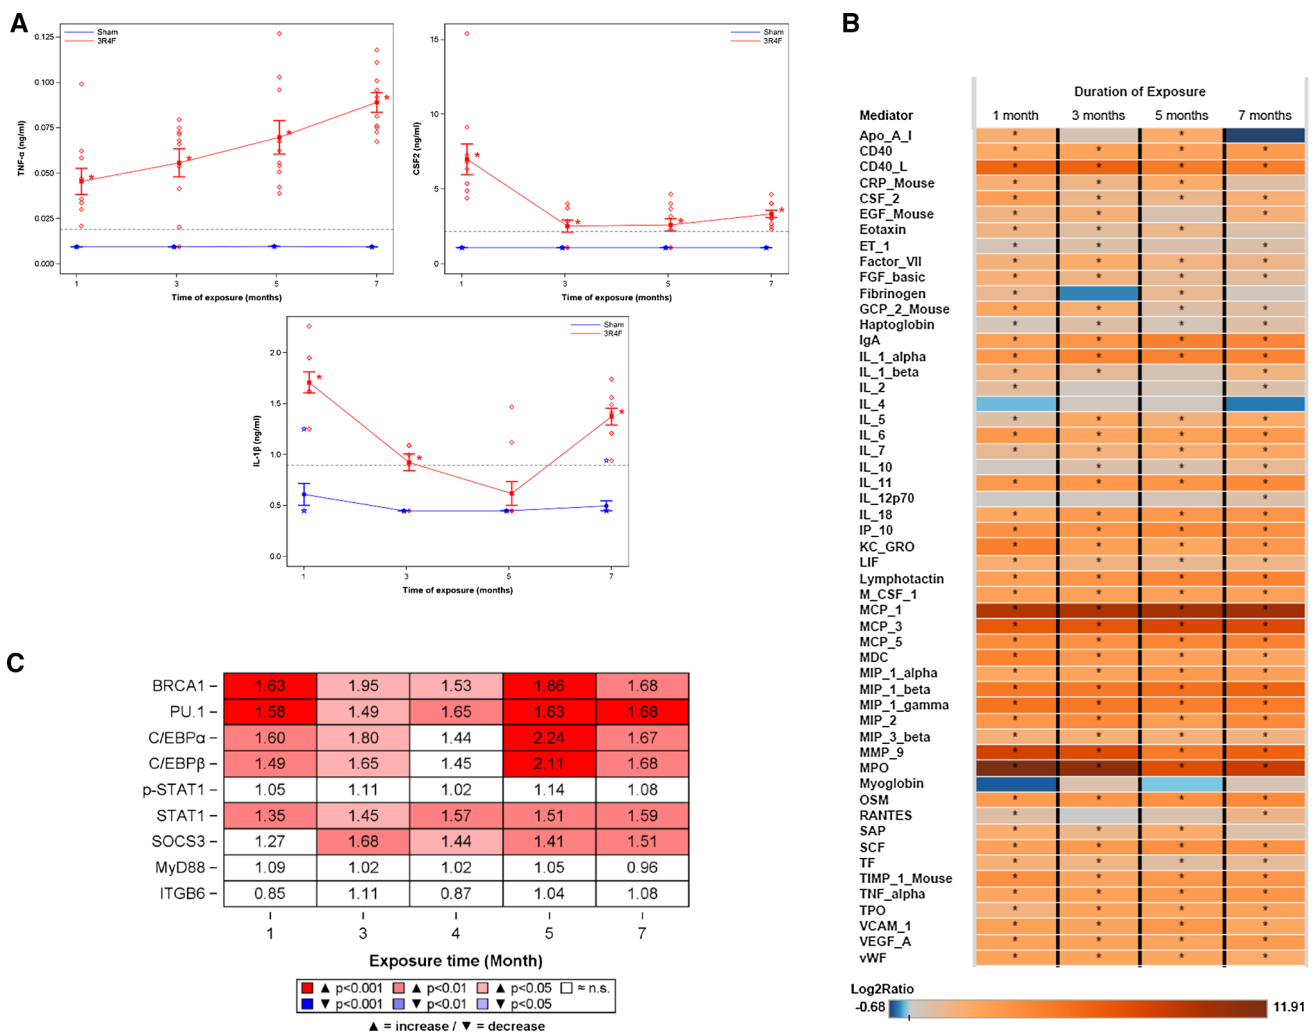 A
Sham
3R4F
TNF-α (ng/ml)
0.125
0.100
0.075
0.050
0.025
0.000
1 3 5 7
Time of exposure (months)
Sham
3R4F
CSF2 (ng/ml)
15
10
5
0
1 3 5 7
Time of exposure (months)
Sham
3R4F
IL-1β (ng/ml)
2.0
1.5
1.0
0.5
0.0
1 3 5 7
Time of exposure (months)
B
Duration of Exposure
Mediator 1 month 3 months 5 months 7 months
Apo_A_I * *
CD40 * * * *
CD40_L * * * *
CRP_Mouse * * *
CSF_2 * * * *
EGF_Mouse * * *
Eotaxin * * *
ET_1 * * *
Factor_VII * * * *
FGF_basic * * * *
Fibrinogen * *
GCP_2_Mouse * * * *
Haptoglobin * * * *
IgA * * * *
IL_1_alpha * * * *
IL_1_beta * * *
IL_2 * *
IL_4
IL_5 * * * *
IL_6 * * * *
IL_7 * * * *
IL_10 * * *
IL_11 * * * *
IL_12p70 *
IL_18 * * * *
IP_10 * * * *
KC_GRO * * * *
LIF * * * *
Lymphotactin * * * *
M_CSF_1 * * * *
MCP_1 * * * *
MCP_3 * * * *
MCP_5 * * * *
MDC * * * *
MIP_1_alpha * * * *
MIP_1_beta * * * *
MIP_1_gamma * * * *
MIP_2 * * * *
MIP_3_beta * * * *
MMP_9 * * * *
MPO * * * *
Myoglobin
OSM * * * *
RANTES * *
SAP * * *
SCF * * * *
TF * * * *
TIMP_1_Mouse * * * *
TNF_alpha * * * *
TPO * * * *
VCAM_1 * * * *
VEGF_A * * * *
vWF * * * *
Log2Ratio
-0.68 11.91
C
BRCA1 1.63 1.95 1.53 1.86 1.68
PU.1 1.58 1.49 1.65 1.63 1.68
C/EBPα 1.60 1.80 1.44 2.24 1.67
C/EBPβ 1.49 1.65 1.45 2.11 1.68
p-STAT1 1.05 1.11 1.02 1.14 1.08
STAT1 1.35 1.45 1.57 1.51 1.59
SOCS3 1.27 1.68 1.44 1.41 1.51
MyD88 1.09 1.02 1.02 1.05 0.96
ITGB6 0.85 1.11 0.87 1.04 1.08
1 3 4 5 7
Exposure time (Month)
▲ p<0.001 ▲ p<0.01 ▲ p<0.05 ≈ n.s.
▼ p<0.001 ▼ p<0.01 ▼ p<0.05
▲ = increase / ▼ = decrease